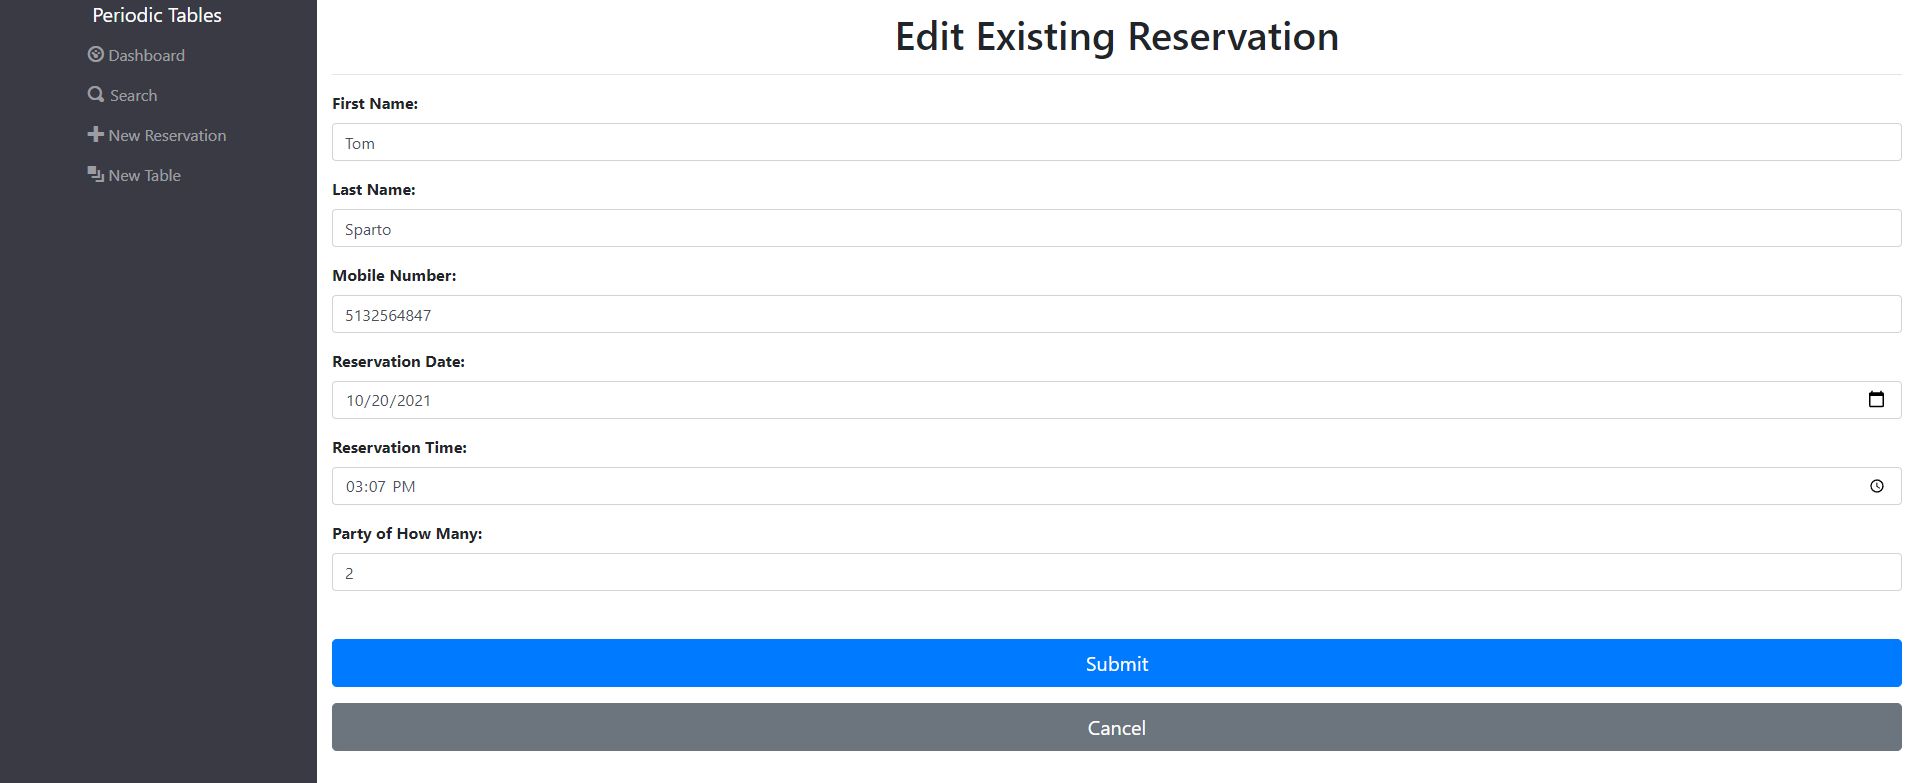 Periodic Tables
Dashboard
Search
New Reservation
New Table
Edit Existing Reservation
First Name:
Tom
Last Name:
Sparto
Mobile Number:
5132564847
Reservation Date:
10/20/2021
Reservation Time:
03:07 PM
Party of How Many:
2
Submit
Cancel